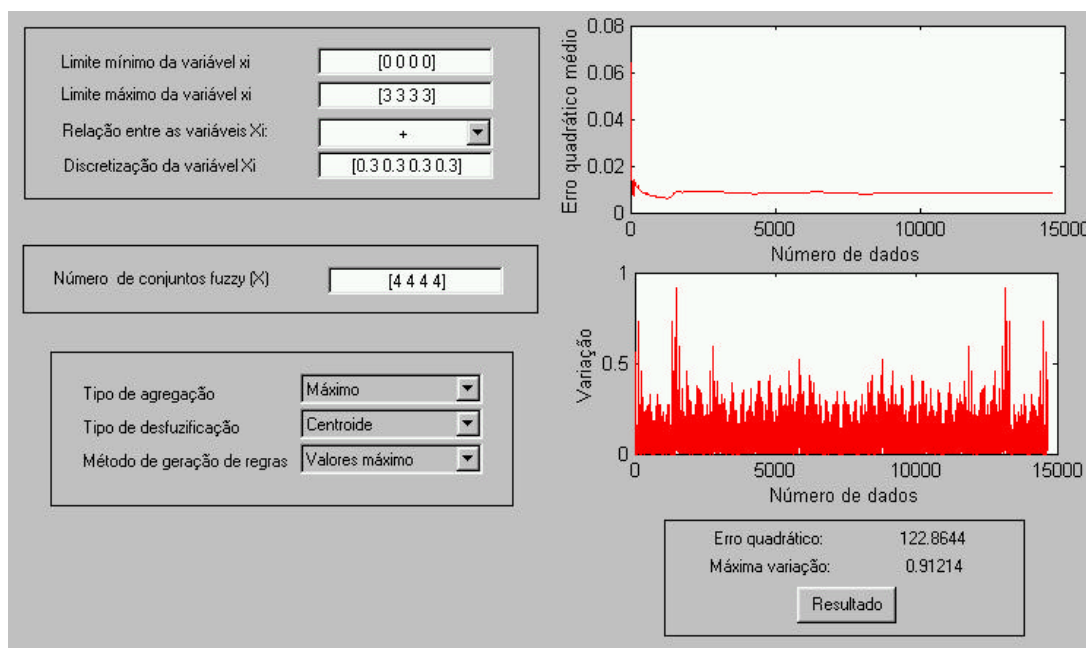 Limite mínimo da variável xi
[0 0 0 0]
Limite máximo da variável xi
[3 3 3 3]
Relação entre as variáveis Xi:
+
Discretização da variável Xi
[0.3 0.3 0.3 0.3]
Número de conjuntos fuzzy (X)
[4 4 4 4]
Tipo de agregação
Máximo
Tipo de desfuzificação
Centroide
Método de geração de regras
Valores máximo
Erro quadrático médio
0.08
0.06
0.04
0.02
0
0 5000 10000 15000
Número de dados
Variação
1
0.5
0
0 5000 10000 15000
Número de dados
Erro quadrático: 122.8644
Máxima variação: 0.91214
Resultado